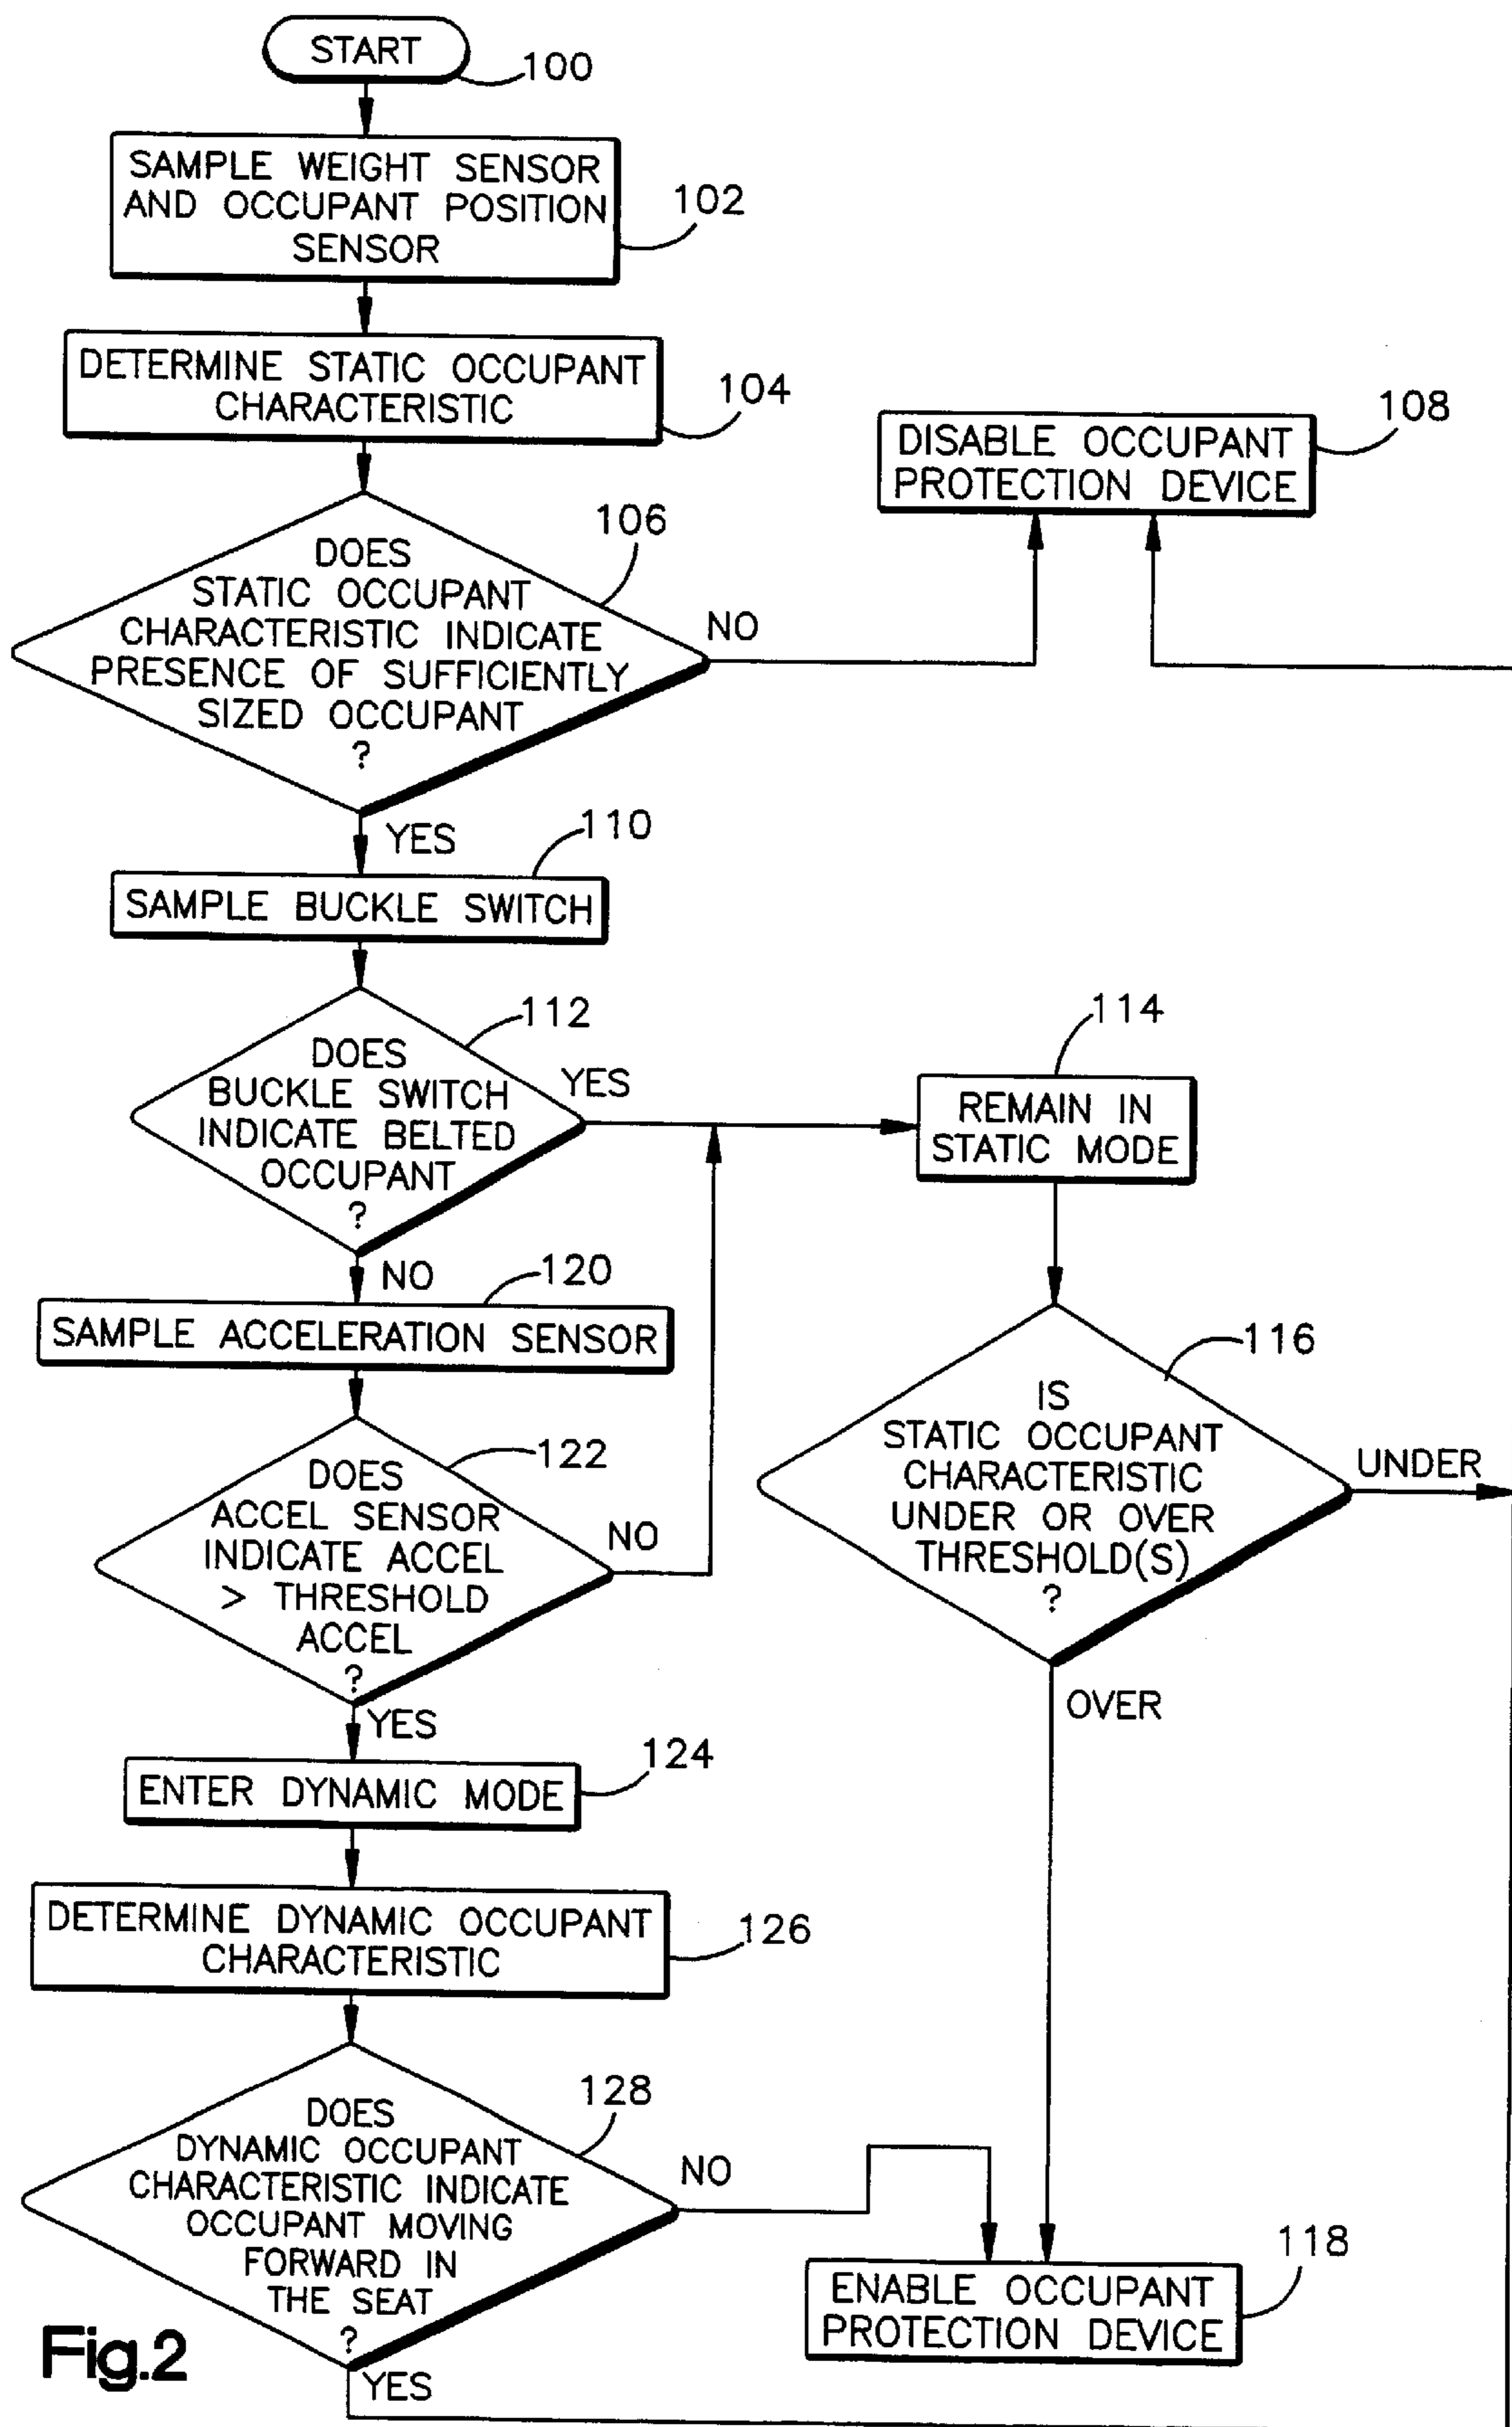 START
100
SAMPLE WEIGHT SENSOR
AND OCCUPANT POSITION
SENSOR
102
DETERMINE STATIC OCCUPANT
CHARACTERISTIC
104
DISABLE OCCUPANT
PROTECTION DEVICE
108
106
DOES
STATIC OCCUPANT
CHARACTERISTIC INDICATE
PRESENCE OF SUFFICIENTLY
SIZED OCCUPANT
?
NO
YES
110
SAMPLE BUCKLE SWITCH
112
DOES
BUCKLE SWITCH
INDICATE BELTED
OCCUPANT
?
YES
114
REMAIN IN
STATIC MODE
NO
120
SAMPLE ACCELERATION SENSOR
116
IS
STATIC OCCUPANT
CHARACTERISTIC
UNDER OR OVER
THRESHOLD(S)
?
UNDER
OVER
122
DOES
ACCEL SENSOR
INDICATE ACCEL
> THRESHOLD
ACCEL
?
NO
YES
124
ENTER DYNAMIC MODE
DETERMINE DYNAMIC OCCUPANT
CHARACTERISTIC
126
128
DOES
DYNAMIC OCCUPANT
CHARACTERISTIC INDICATE
OCCUPANT MOVING
FORWARD IN
THE SEAT
?
NO
118
ENABLE OCCUPANT
PROTECTION DEVICE
YES
Fig.2